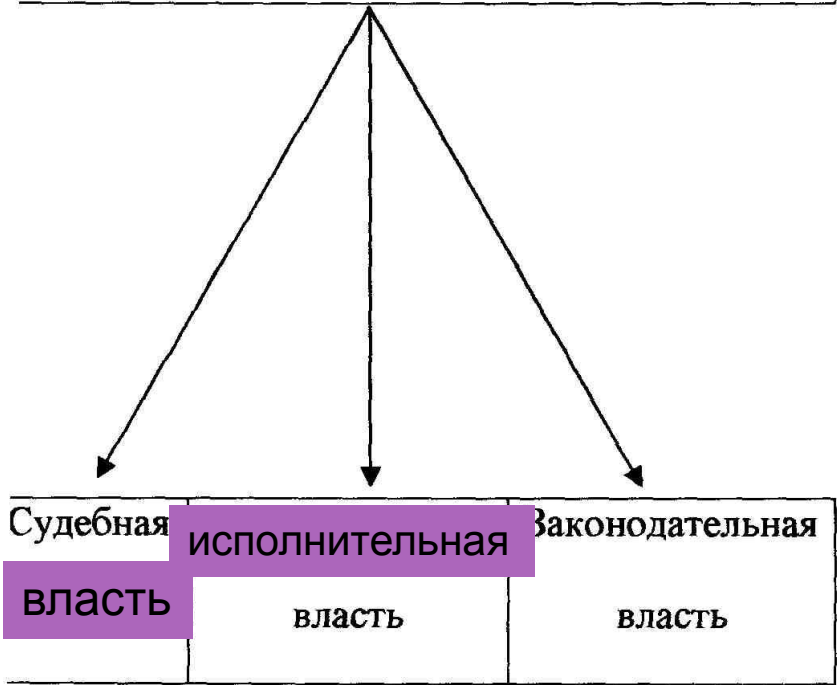 Судебная
власть
исполнительная
власть
Законодательная
власть